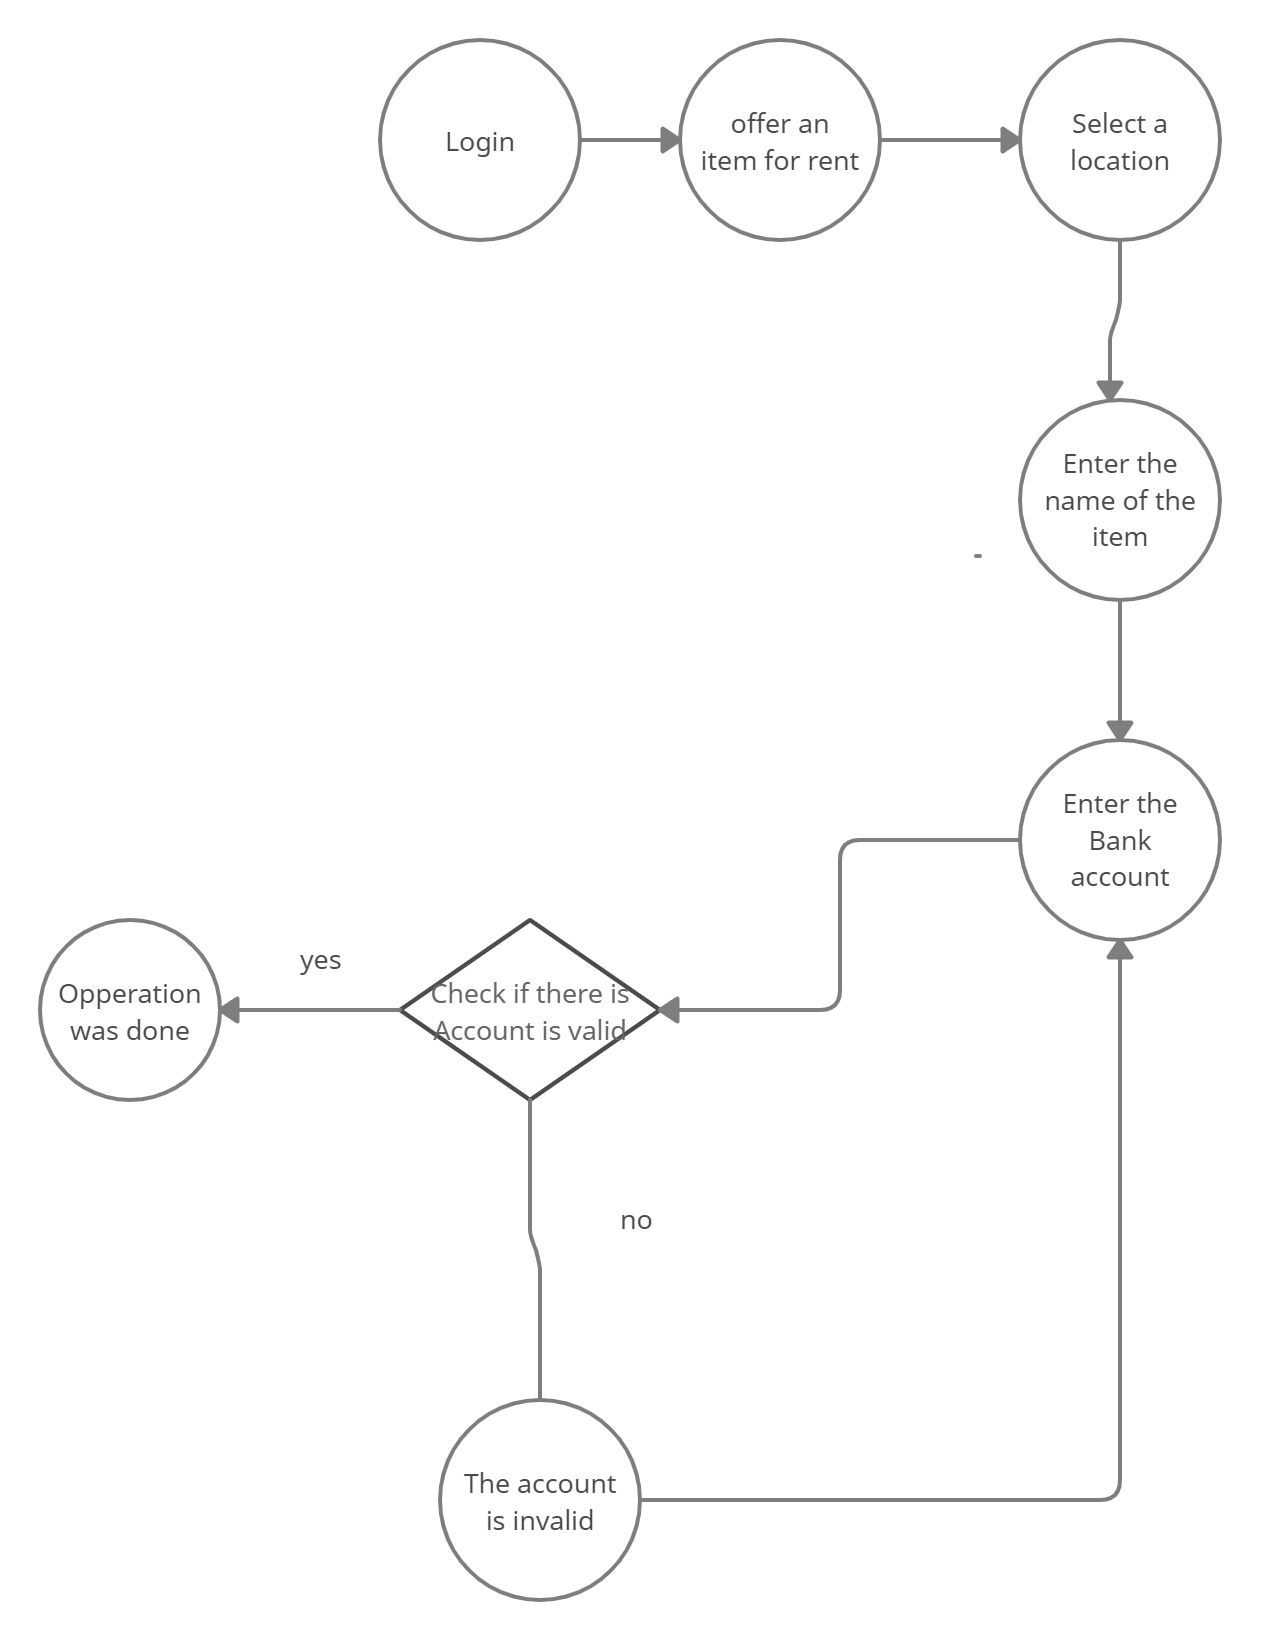 Login
offer an
item for rent
Select a
location
Enter the
name of the
item
-
Enter the
Bank
account
Check if there is
Account is valid
yes
Opperation
was done
no
The account
is invalid